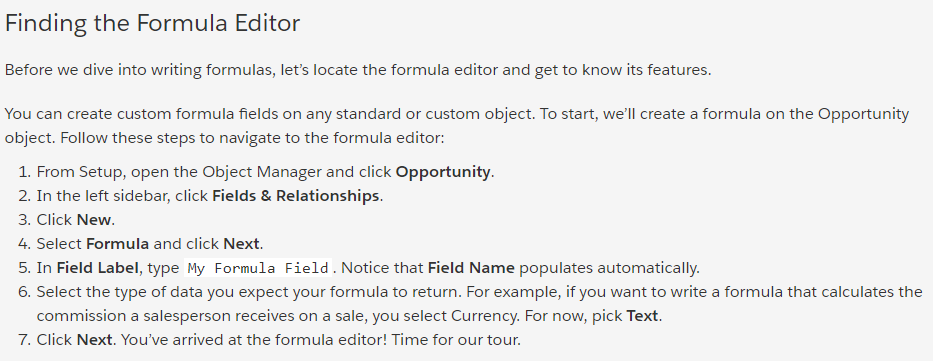 Finding the Formula Editor
Before we dive into writing formulas, let’s locate the formula editor and get to know its features.
You can create custom formula fields on any standard or custom object. To start, we’ll create a formula on the Opportunity
object. Follow these steps to navigate to the formula editor:
1. From Setup, open the Object Manager and click Opportunity.
2. In the left sidebar, click Fields & Relationships.
3. Click New.
4. Select Formula and click Next.
5. In Field Label, type My Formula Field. Notice that Field Name populates automatically.
6. Select the type of data you expect your formula to return. For example, if you want to write a formula that calculates the
commission a salesperson receives on a sale, you select Currency. For now, pick Text.
7. Click Next. You’ve arrived at the formula editor! Time for our tour.